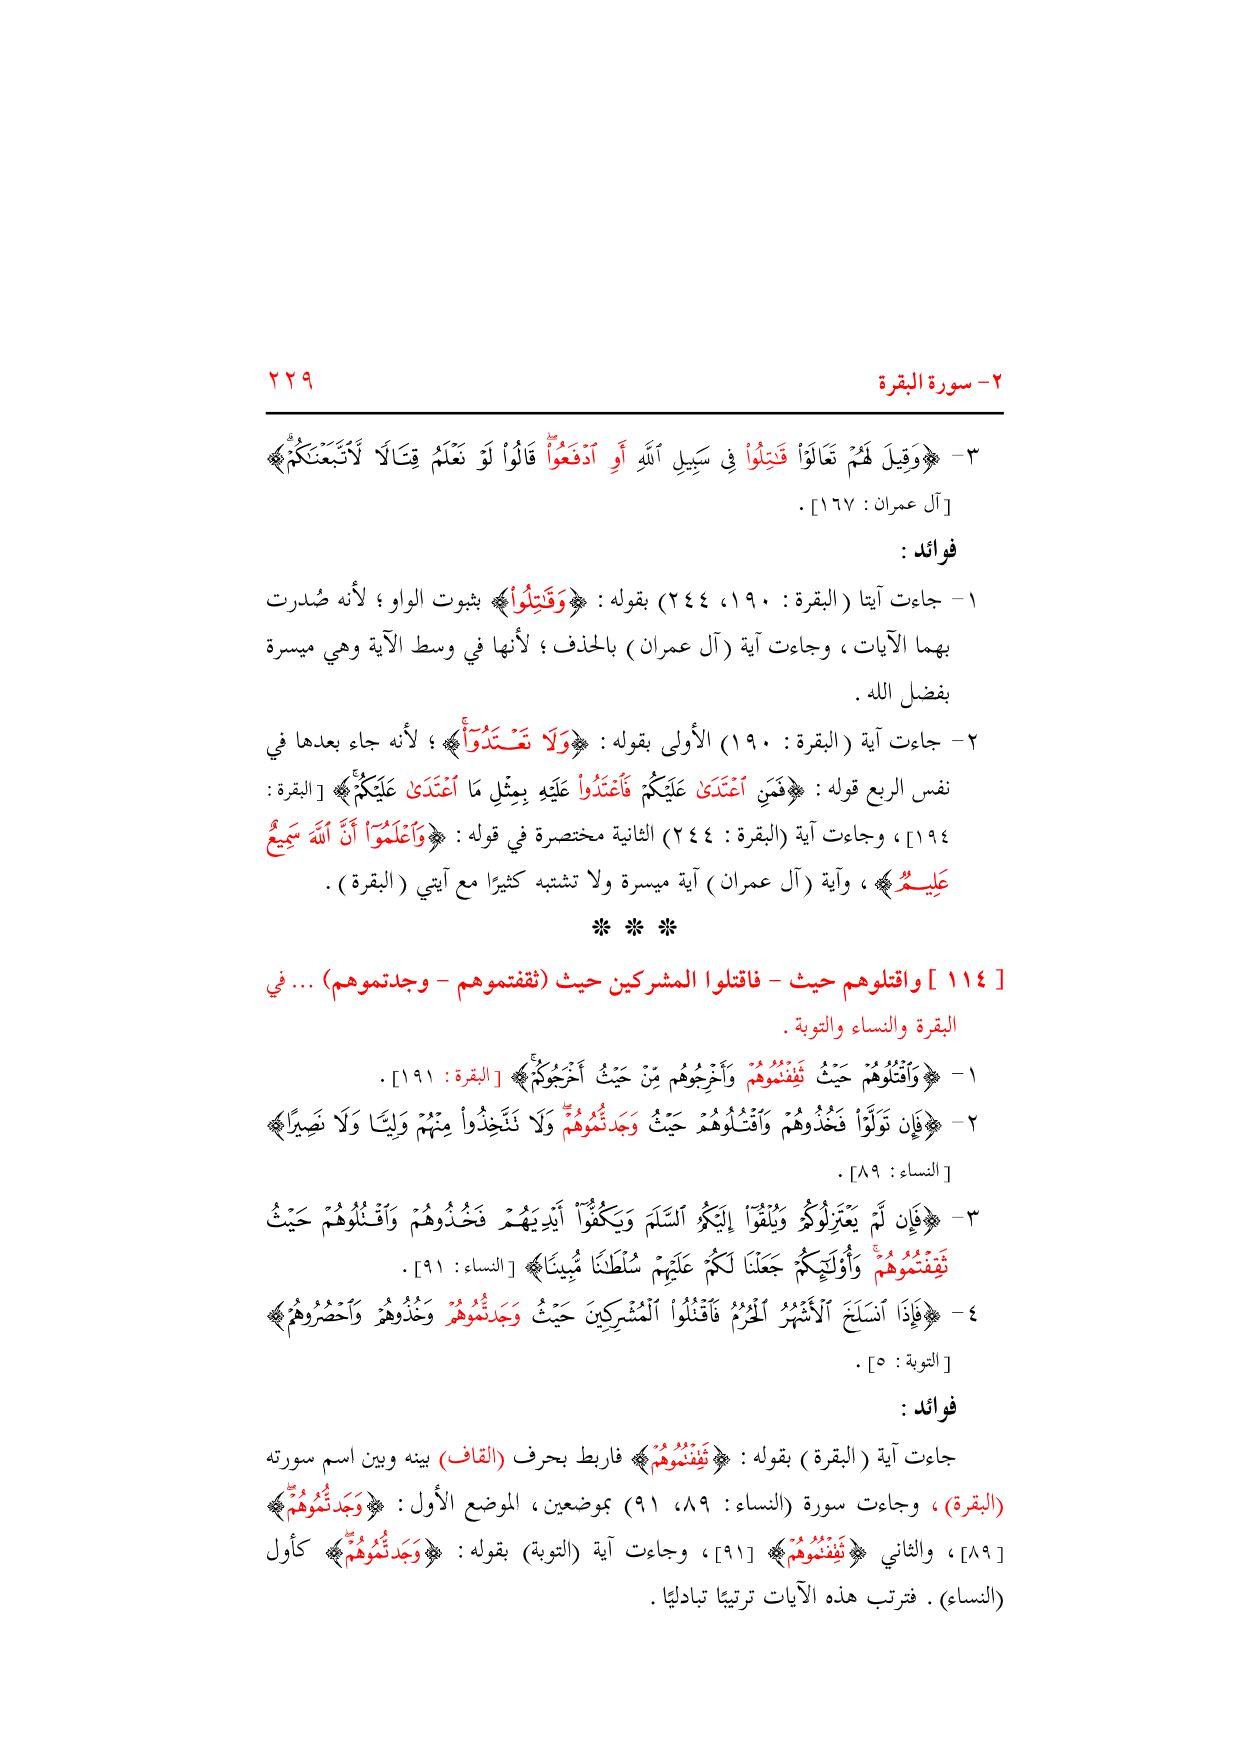 ٢- سورة البقرة ٢٢٩
٣- ﴿وَقِيلَ لَهُمۡ تَعَالَوۡاْ قَٰتِلُواْ فِي سَبِيلِ ٱللَّهِ أَوِ ٱدۡفَعُواْۖ قَالُواْ لَوۡ نَعۡلَمُ قِتَالٗا لَّٱتَّبَعۡنَٰكُمۡۗ﴾
[آل عمران : ١٦٧] .
فوائد :
١- جاءت آيتا (البقرة : ١٩٠، ٢٤٤) بقوله : ﴿وَقَٰتِلُواْ﴾ بثبوت الواو ؛ لأنه صُدرت
بهما الآيات ، وجاءت آية (آل عمران) بالحذف ؛ لأنها في وسط الآية وهي ميسرة
بفضل الله .
٢- جاءت آية (البقرة : ١٩٠) الأولى بقوله : ﴿وَلَا تَعۡتَدُوٓاْۚ﴾ ؛ لأنه جاء بعدها في
نفس الربع قوله : ﴿فَمَنِ ٱعۡتَدَىٰ عَلَيۡكُمۡ فَٱعۡتَدُواْ عَلَيۡهِ بِمِثۡلِ مَا ٱعۡتَدَىٰ عَلَيۡكُمۡۚ﴾ [البقرة :
١٩٤] ، وجاءت آية (البقرة : ٢٤٤) الثانية مختصرة في قوله : ﴿وَٱعۡلَمُوٓاْ أَنَّ ٱللَّهَ سَمِيعٌ
عَلِيمٞ﴾ ، وآية (آل عمران) آية ميسرة ولا تشتبه كثيرًا مع آيتي (البقرة) .
* * *
[ ١١٤ ] واقتلوهم حيث – فاقتلوا المشركين حيث (ثقفتموهم – وجدتموهم) ... في
البقرة والنساء والتوبة .
١- ﴿وَٱقۡتُلُوهُمۡ حَيۡثُ ثَقِفۡتُمُوهُمۡ وَأَخۡرِجُوهُم مِّنۡ حَيۡثُ أَخۡرَجُوكُمۡۚ﴾ [البقرة : ١٩١] .
٢- ﴿فَإِن تَوَلَّوۡاْ فَخُذُوهُمۡ وَٱقۡتُلُوهُمۡ حَيۡثُ وَجَدتُّمُوهُمۡۖ وَلَا تَتَّخِذُواْ مِنۡهُمۡ وَلِيّٗا وَلَا نَصِيرًا﴾
[النساء : ٨٩] .
٣- ﴿فَإِن لَّمۡ يَعۡتَزِلُوكُمۡ وَيُلۡقُوٓاْ إِلَيۡكُمُ ٱلسَّلَمَ وَيَكُفُّوٓاْ أَيۡدِيَهُمۡ فَخُذُوهُمۡ وَٱقۡتُلُوهُمۡ حَيۡثُ
ثَقِفۡتُمُوهُمۡۚ وَأُوْلَٰٓئِكُمۡ جَعَلۡنَا لَكُمۡ عَلَيۡهِمۡ سُلۡطَٰنٗا مُّبِينٗا﴾ [النساء : ٩١] .
٤- ﴿فَإِذَا ٱنسَلَخَ ٱلۡأَشۡهُرُ ٱلۡحُرُمُ فَٱقۡتُلُواْ ٱلۡمُشۡرِكِينَ حَيۡثُ وَجَدتُّمُوهُمۡ وَخُذُوهُمۡ وَٱحۡصُرُوهُمۡ﴾
[التوبة : ٥] .
فوائد :
جاءت آية (البقرة) بقوله : ﴿ثَقِفۡتُمُوهُمۡ﴾ فاربط بحرف (القاف) بينه وبين اسم سورته
(البقرة) ، وجاءت سورة (النساء : ٨٩، ٩١) بموضعين، الموضع الأول : ﴿وَجَدتُّمُوهُمۡۖ﴾
[٨٩] ، والثاني ﴿ثَقِفۡتُمُوهُمۡ﴾ [٩١] ، وجاءت آية (التوبة) بقوله : ﴿وَجَدتُّمُوهُمۡۖ﴾ كأول
(النساء) . فترتب هذه الآيات ترتيبًا تبادليًا .